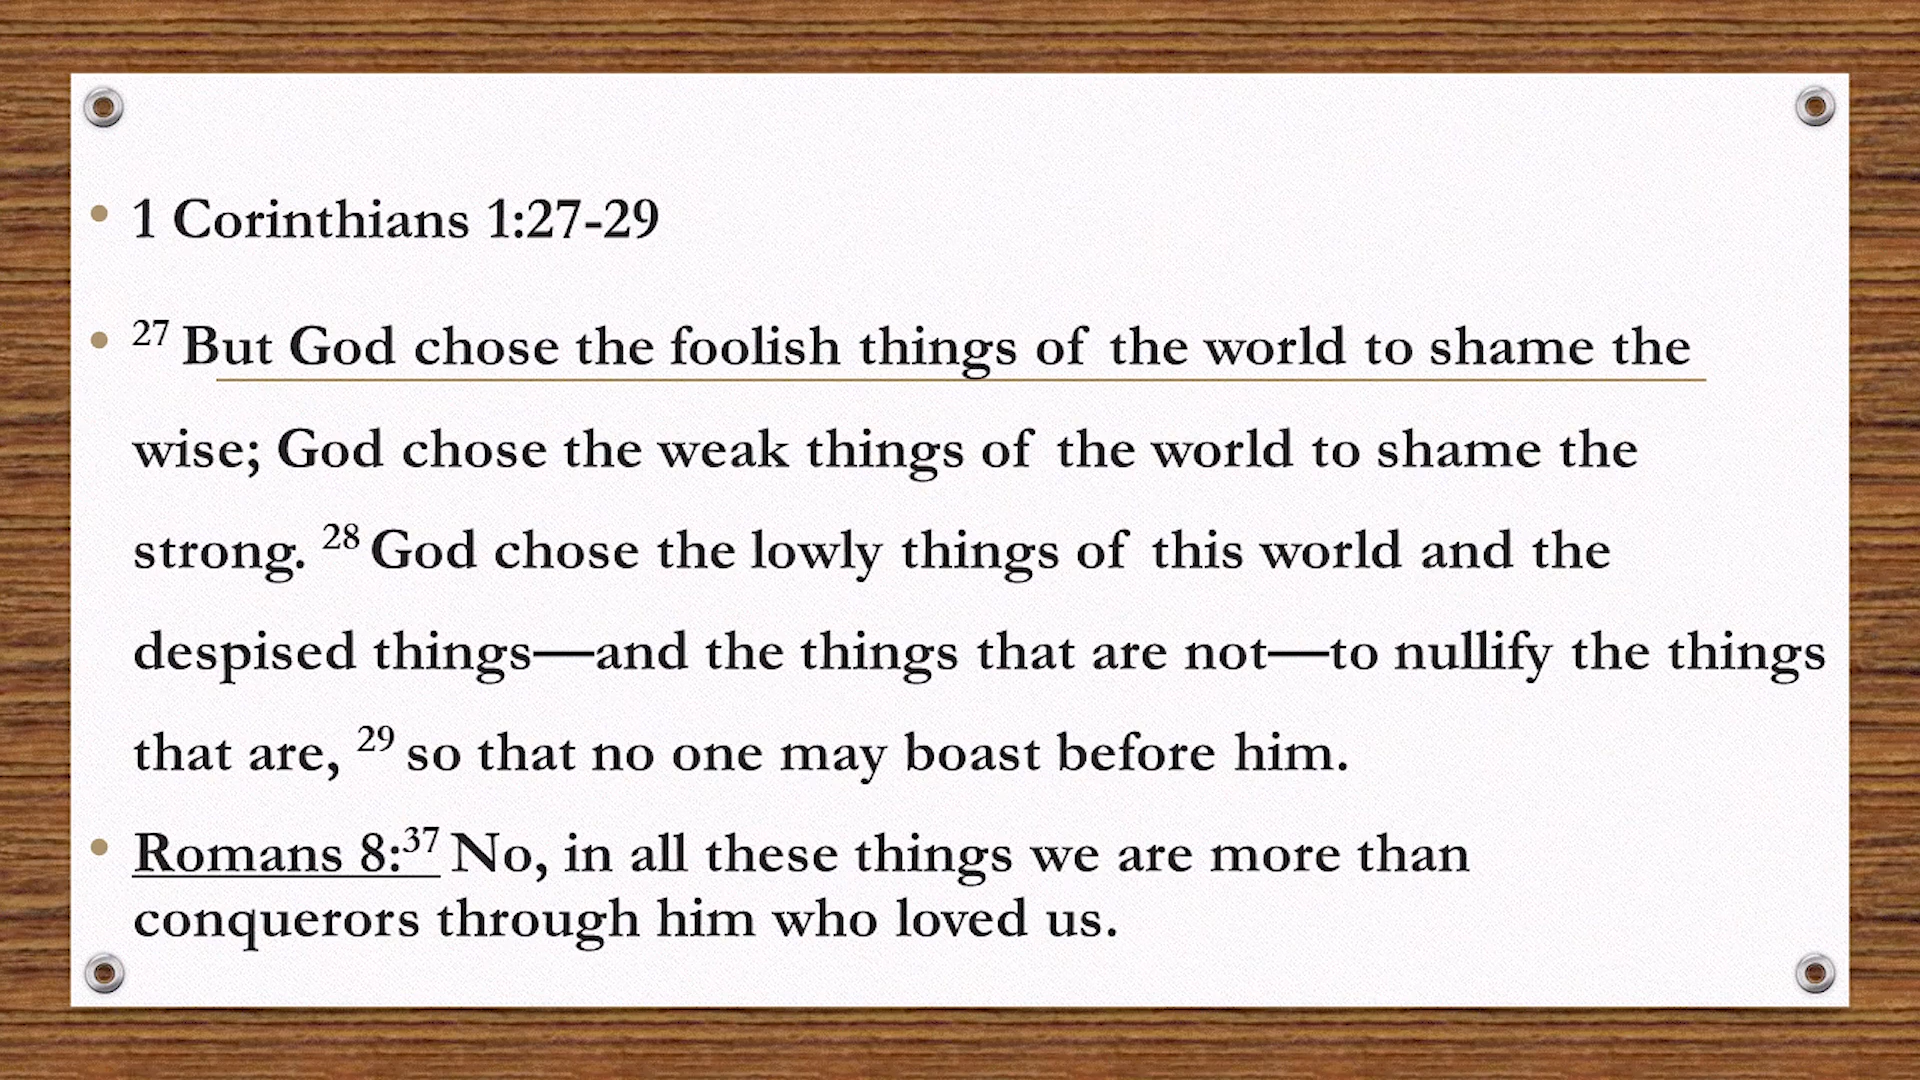 • 1 Corinthians 1:27-29
• ²⁷ But God chose the foolish things of the world to shame the
wise; God chose the weak things of the world to shame the
strong. ²⁸ God chose the lowly things of this world and the
despised things—and the things that are not—to nullify the things
that are, ²⁹ so that no one may boast before him.
• Romans 8:³⁷ No, in all these things we are more than
conquerors through him who loved us.